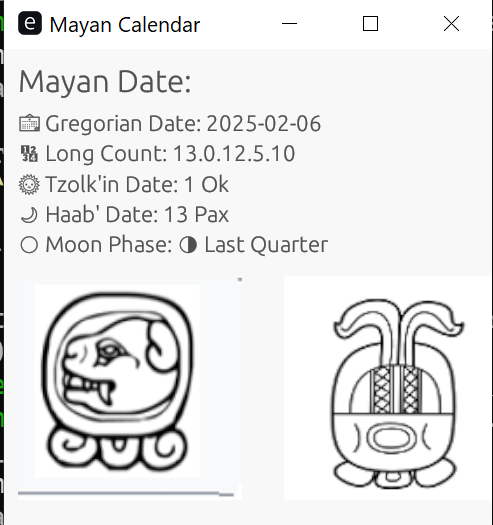 e Mayan Calendar
Mayan Date:
Gregorian Date: 2025-02-06
Long Count: 13.0.12.5.10
Tzolk'in Date: 1 Ok
Haab' Date: 13 Pax
Moon Phase: 🌗 Last Quarter